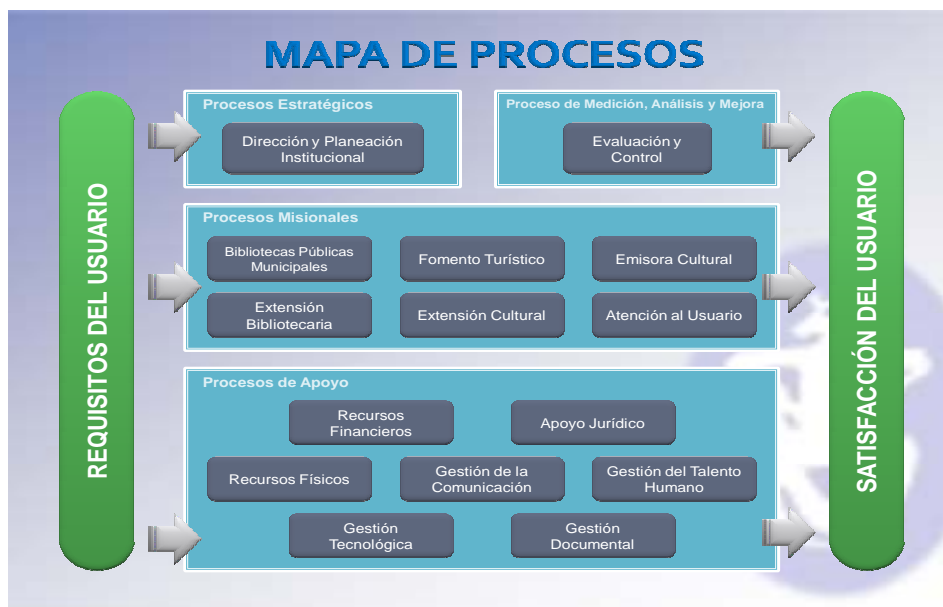 MAPA DE PROCESOS
REQUISITOS DEL USUARIO
Procesos Estratégicos
Dirección y Planeación
Institucional
Proceso de Medición, Análisis y Mejora
Evaluación y
Control
Procesos Misionales
Bibliotecas Públicas
Municipales
Fomento Turístico
Emisora Cultural
Extensión
Bibliotecaria
Extensión Cultural
Atención al Usuario
Procesos de Apoyo
Recursos
Financieros
Apoyo Jurídico
Recursos Físicos
Gestión de la
Comunicación
Gestión del Talento
Humano
Gestión
Tecnológica
Gestión
Documental
SATISFACCIÓN DEL USUARIO